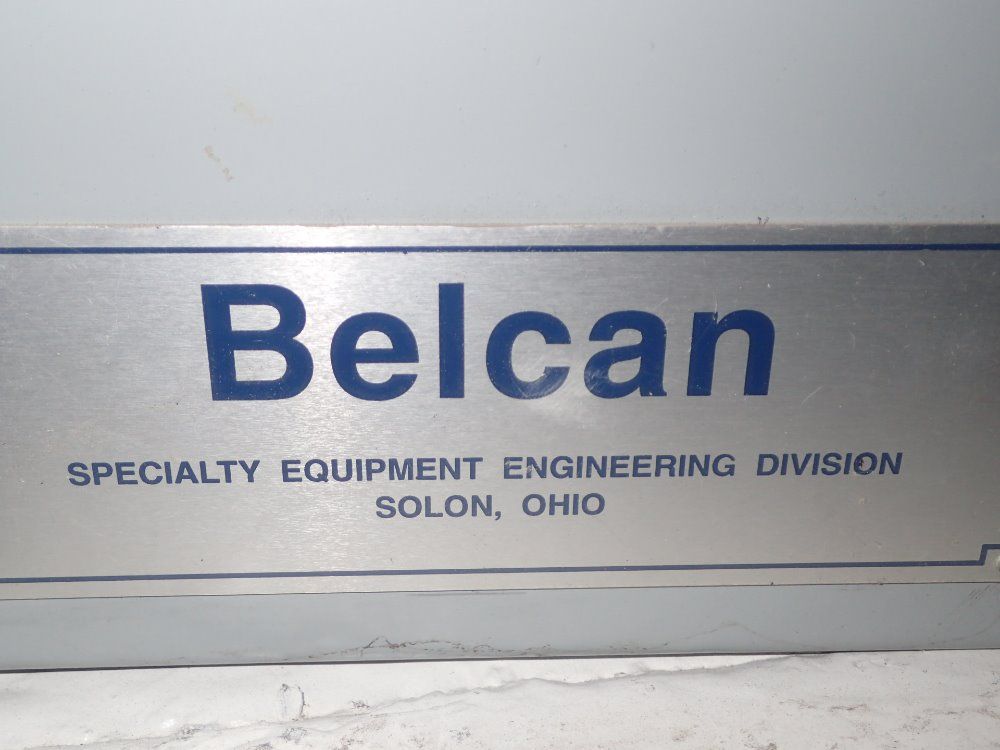 Belcan
SPECIALTY EQUIPMENT ENGINEERING DIVISION
SOLON, OHIO